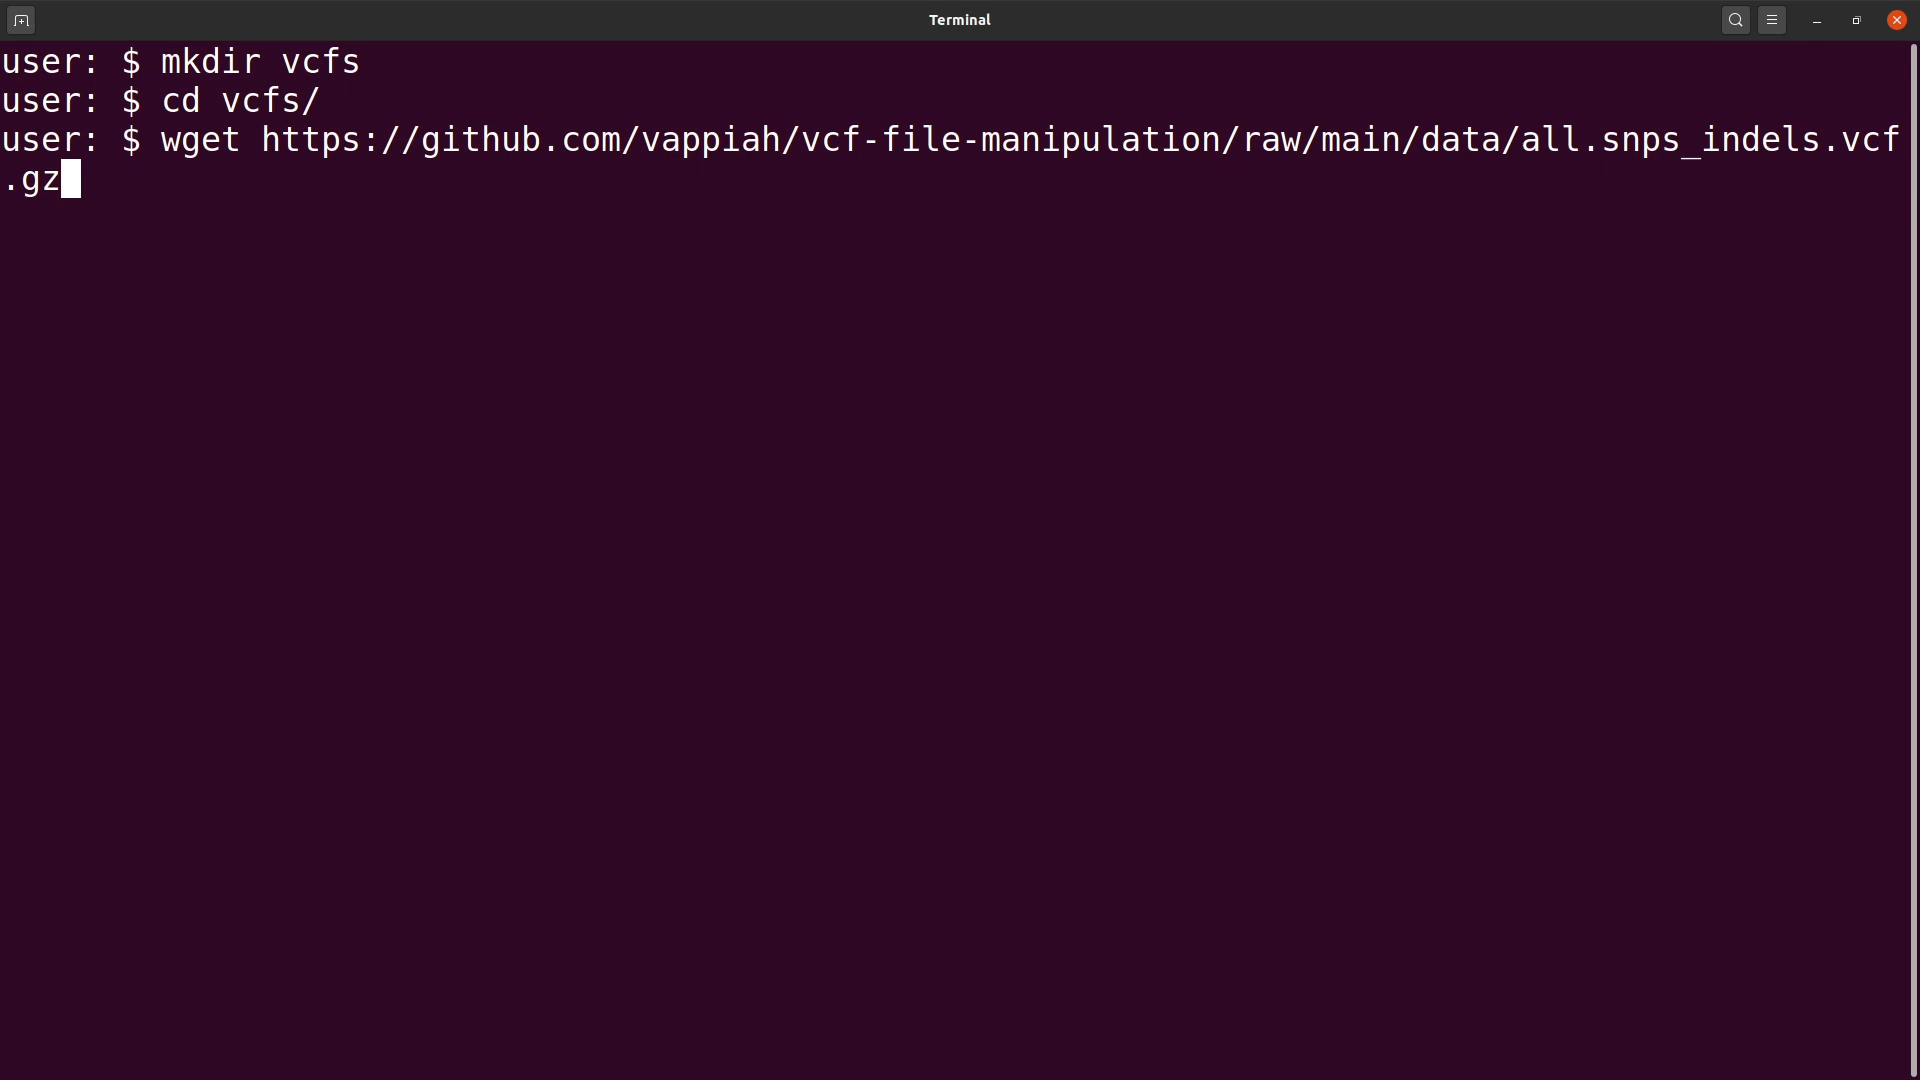 Terminal
user: $ mkdir vcfs
user: $ cd vcfs/
user: $ wget https://github.com/vappiah/vcf-file-manipulation/raw/main/data/all.snps_indels.vcf
.gz